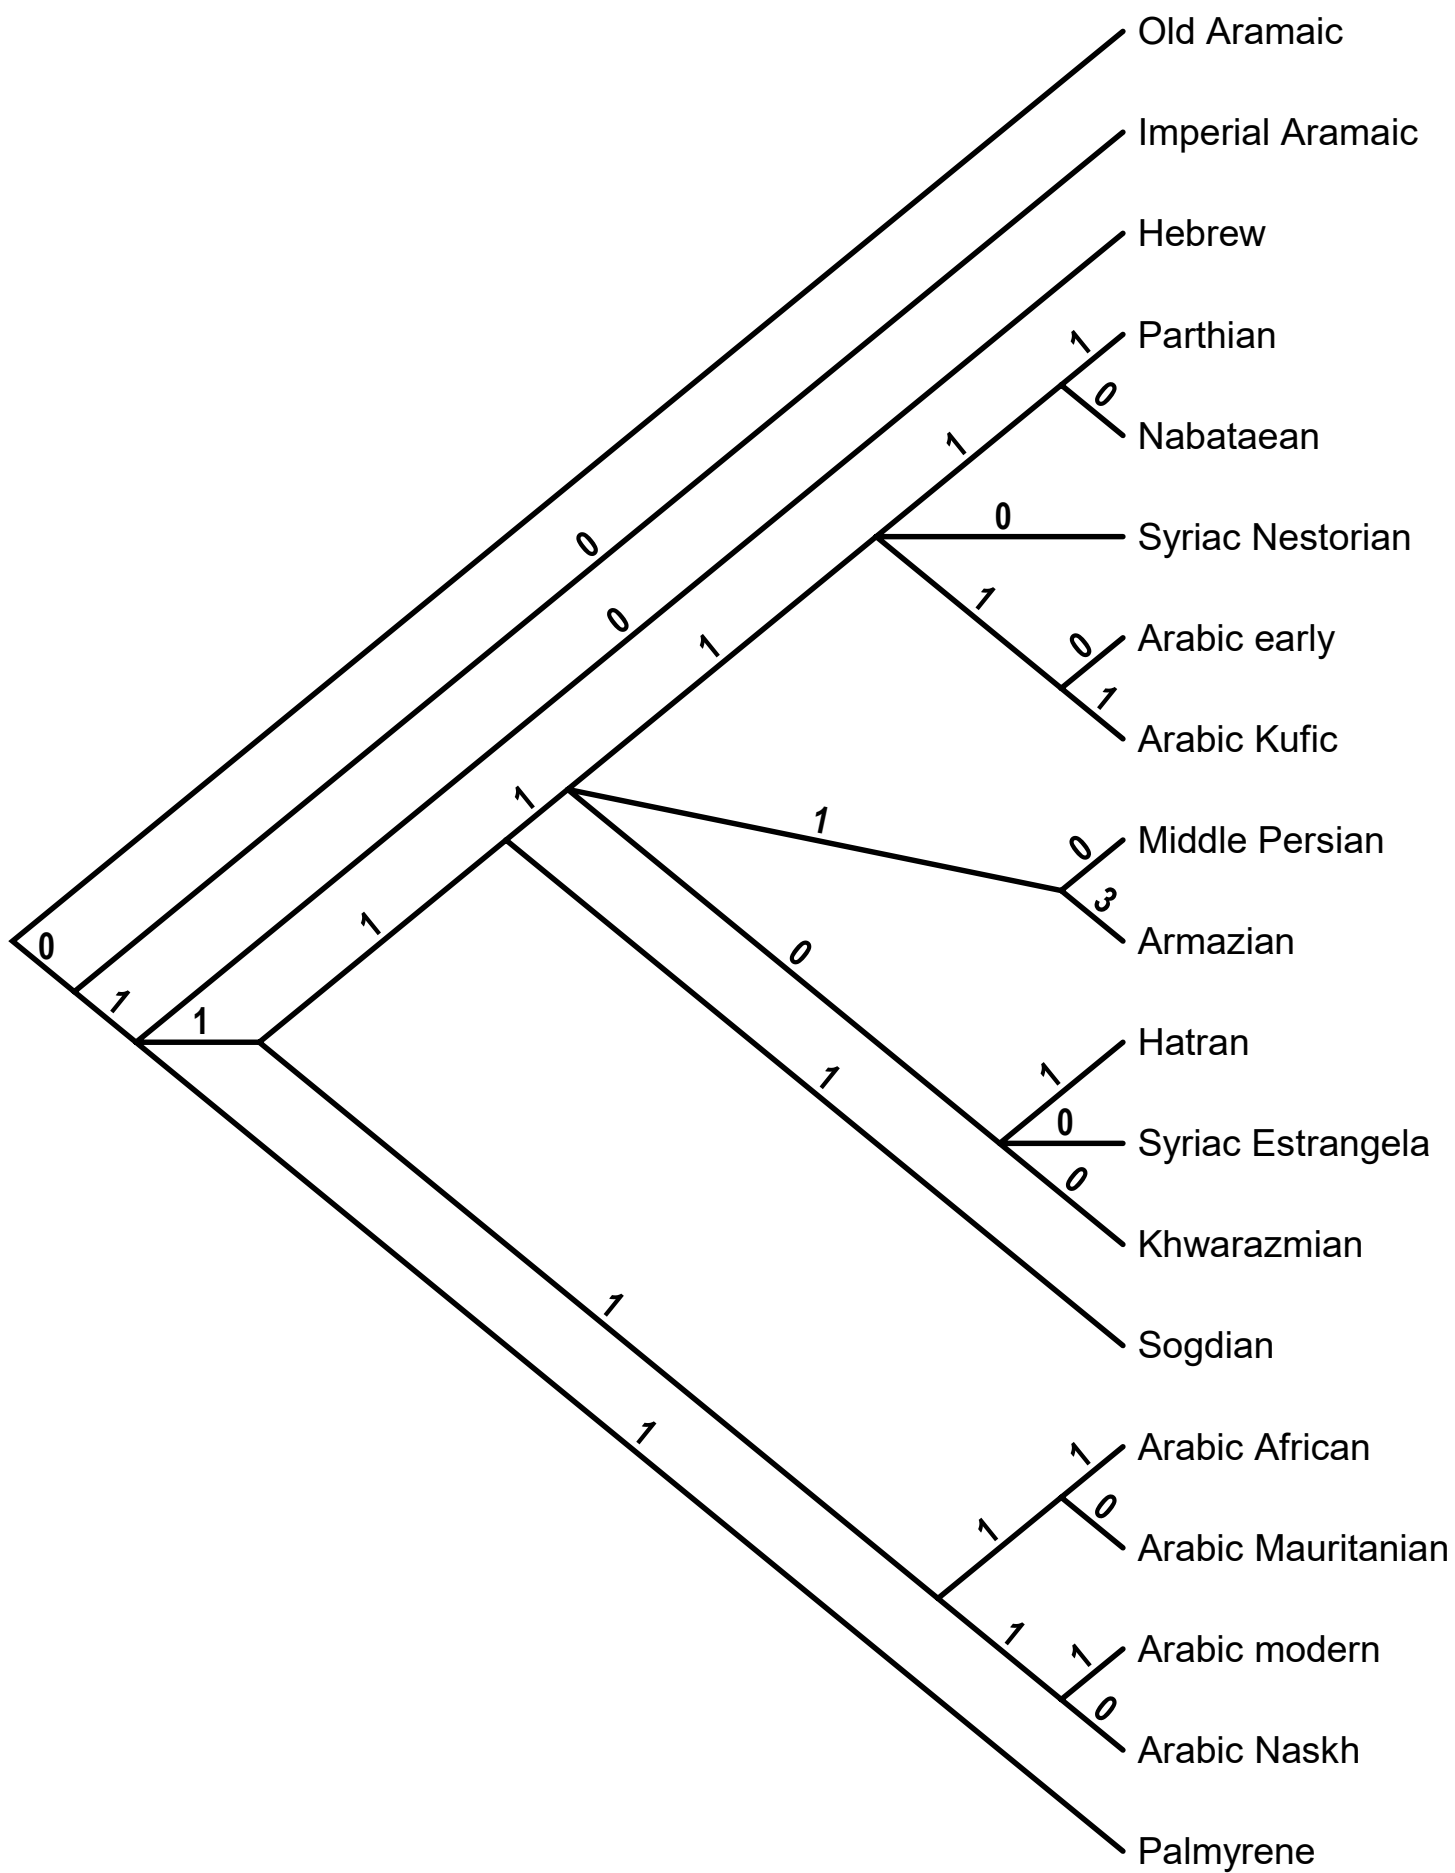 Old Aramaic
Imperial Aramaic
Hebrew
Parthian
1
0
Nabataean
1
0
Syriac Nestorian
0
1
0
Arabic early
0
1
1
Arabic Kufic
1
1
0
Middle Persian
3
1
Armazian
0
0
1
1
Hatran
1
0
Syriac Estrangela
1
0
Khwarazmian
1
Sogdian
1
1
Arabic African
0
1
Arabic Mauritanian
1
1
Arabic modern
0
Arabic Naskh
Palmyrene